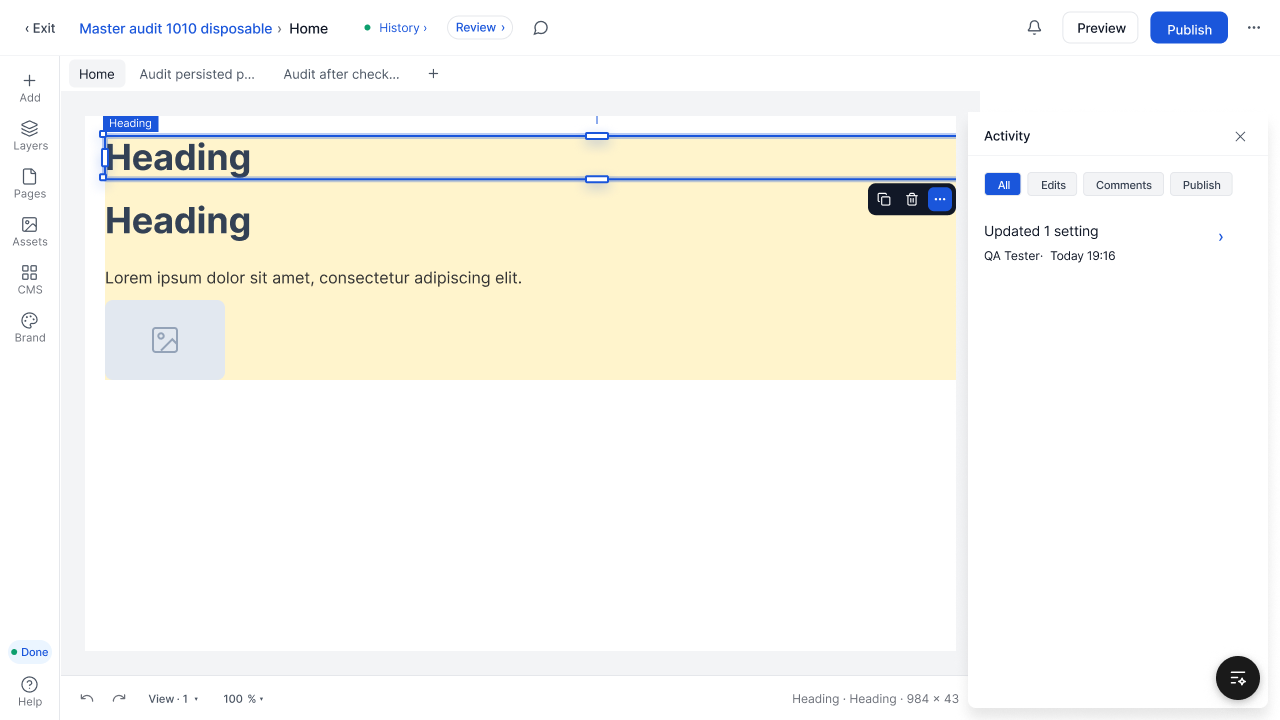 ‹ Exit
Master audit 1010 disposable › Home
History ›
Review ›
Preview
Publish
Home
Audit persisted p...
Audit after check...
Add
Layers
Pages
Assets
CMS
Brand
Done
Help
Heading
Heading
Heading
Lorem ipsum dolor sit amet, consectetur adipiscing elit.
Activity
All
Edits
Comments
Publish
Updated 1 setting
QA Tester· Today 19:16
View · 1
100 %
Heading · Heading · 984 × 43